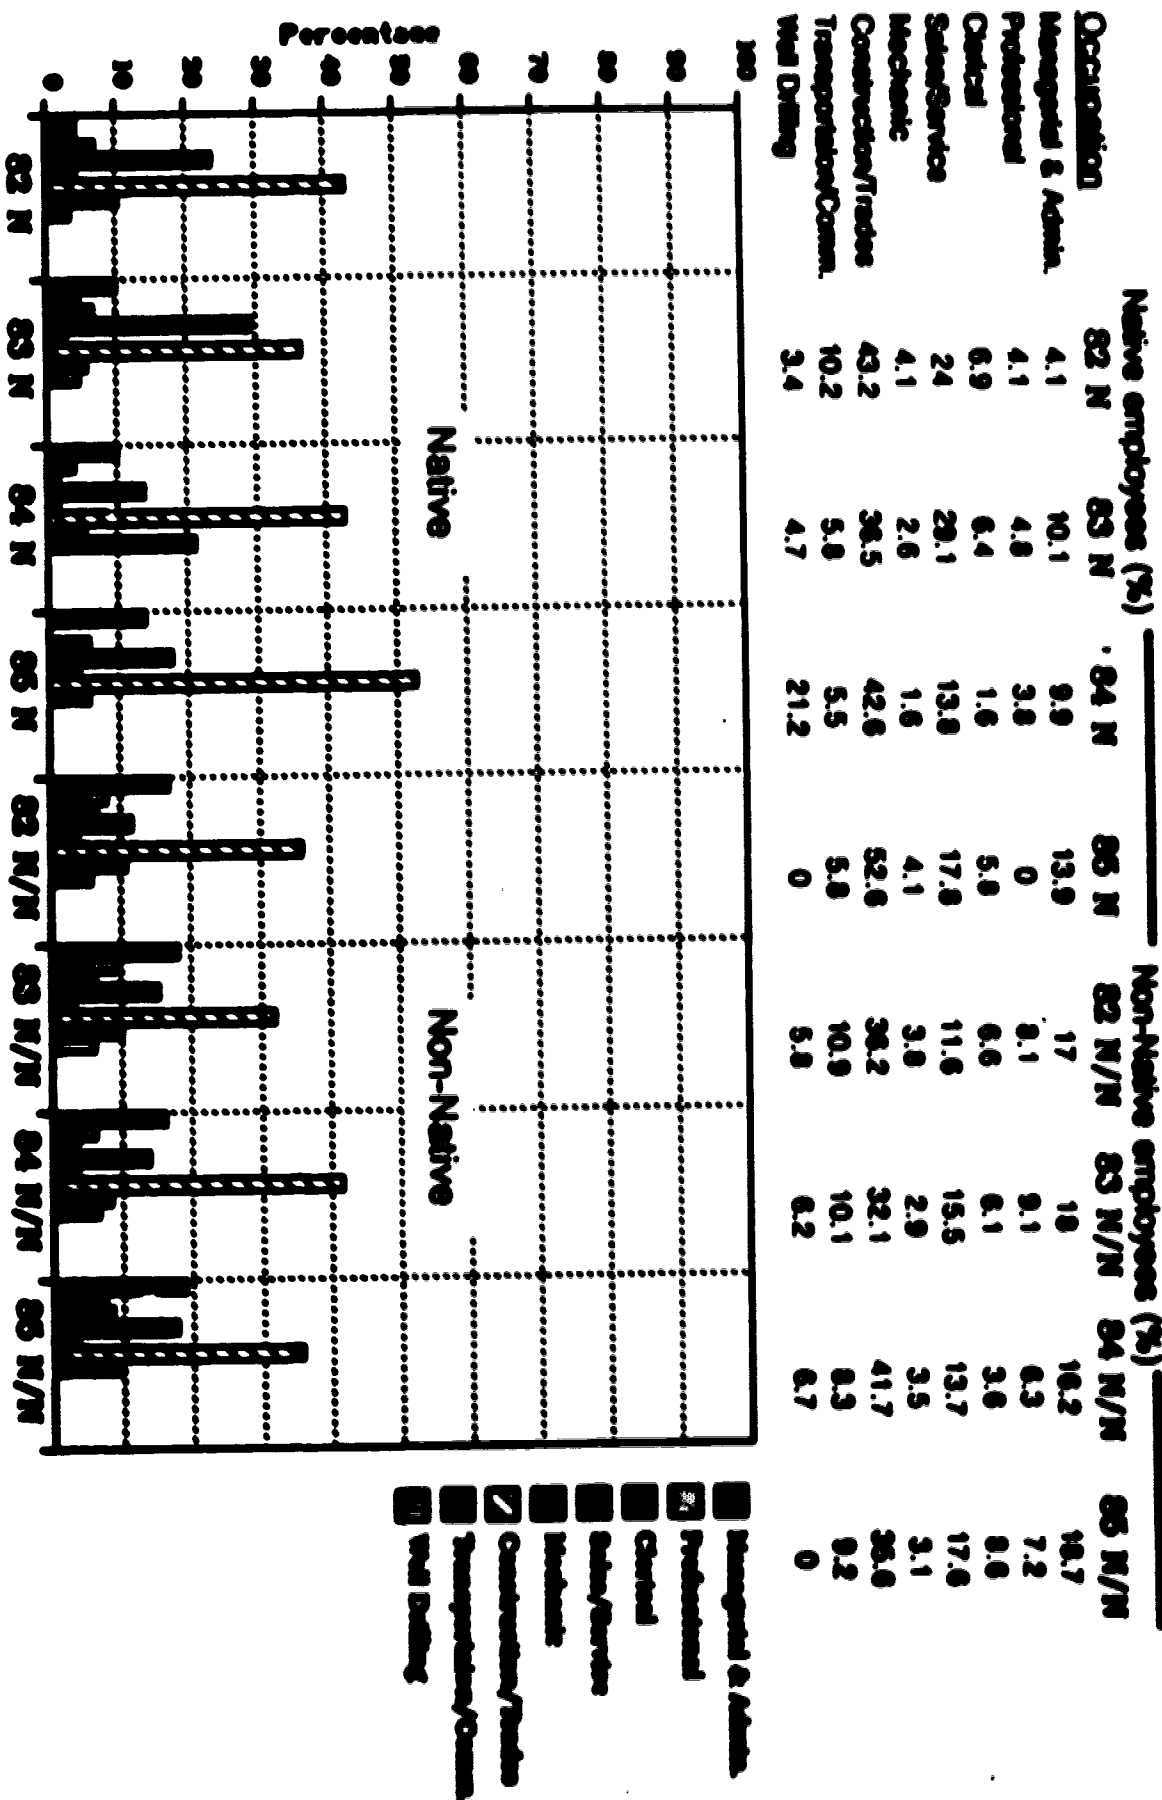 Native employees (%) Non-Native employees (%)
Occupation 82 N 83 N 84 N 85 N 82 N/N 83 N/N 84 N/N 85 N/N
Managerial & Admin. 4.1 10.1 9.9 13.9 17 18 16.2 18.7
Professional 4.1 4.8 3.8 0 8.1 9.1 6.3 7.2
Clerical 6.9 6.4 1.6 5.8 6.6 6.1 3.6 8.6
Sales/Service 24 29.1 13.8 17.8 11.6 15.5 13.7 17.6
Mechanic 4.1 2.6 1.6 4.1 3.8 2.9 3.5 3.1
Construction/Trades 43.2 36.5 42.6 52.6 36.2 32.1 41.7 35.6
Transportation/Comm. 10.2 5.8 5.5 5.8 10.9 10.1 8.3 9.2
Well Drilling 3.4 4.7 21.2 0 5.8 6.2 6.7 0
100
90
80
70
60
50
40
30
20
10
0
Percentage
Native
Non-Native
82 N 83 N 84 N 85 N 82 N/N 83 N/N 84 N/N 85 N/N
Managerial & Admin.
Professional
Clerical
Sales/Service
Mechanic
Construction/Trades
Transportation/Comm
Well Drilling